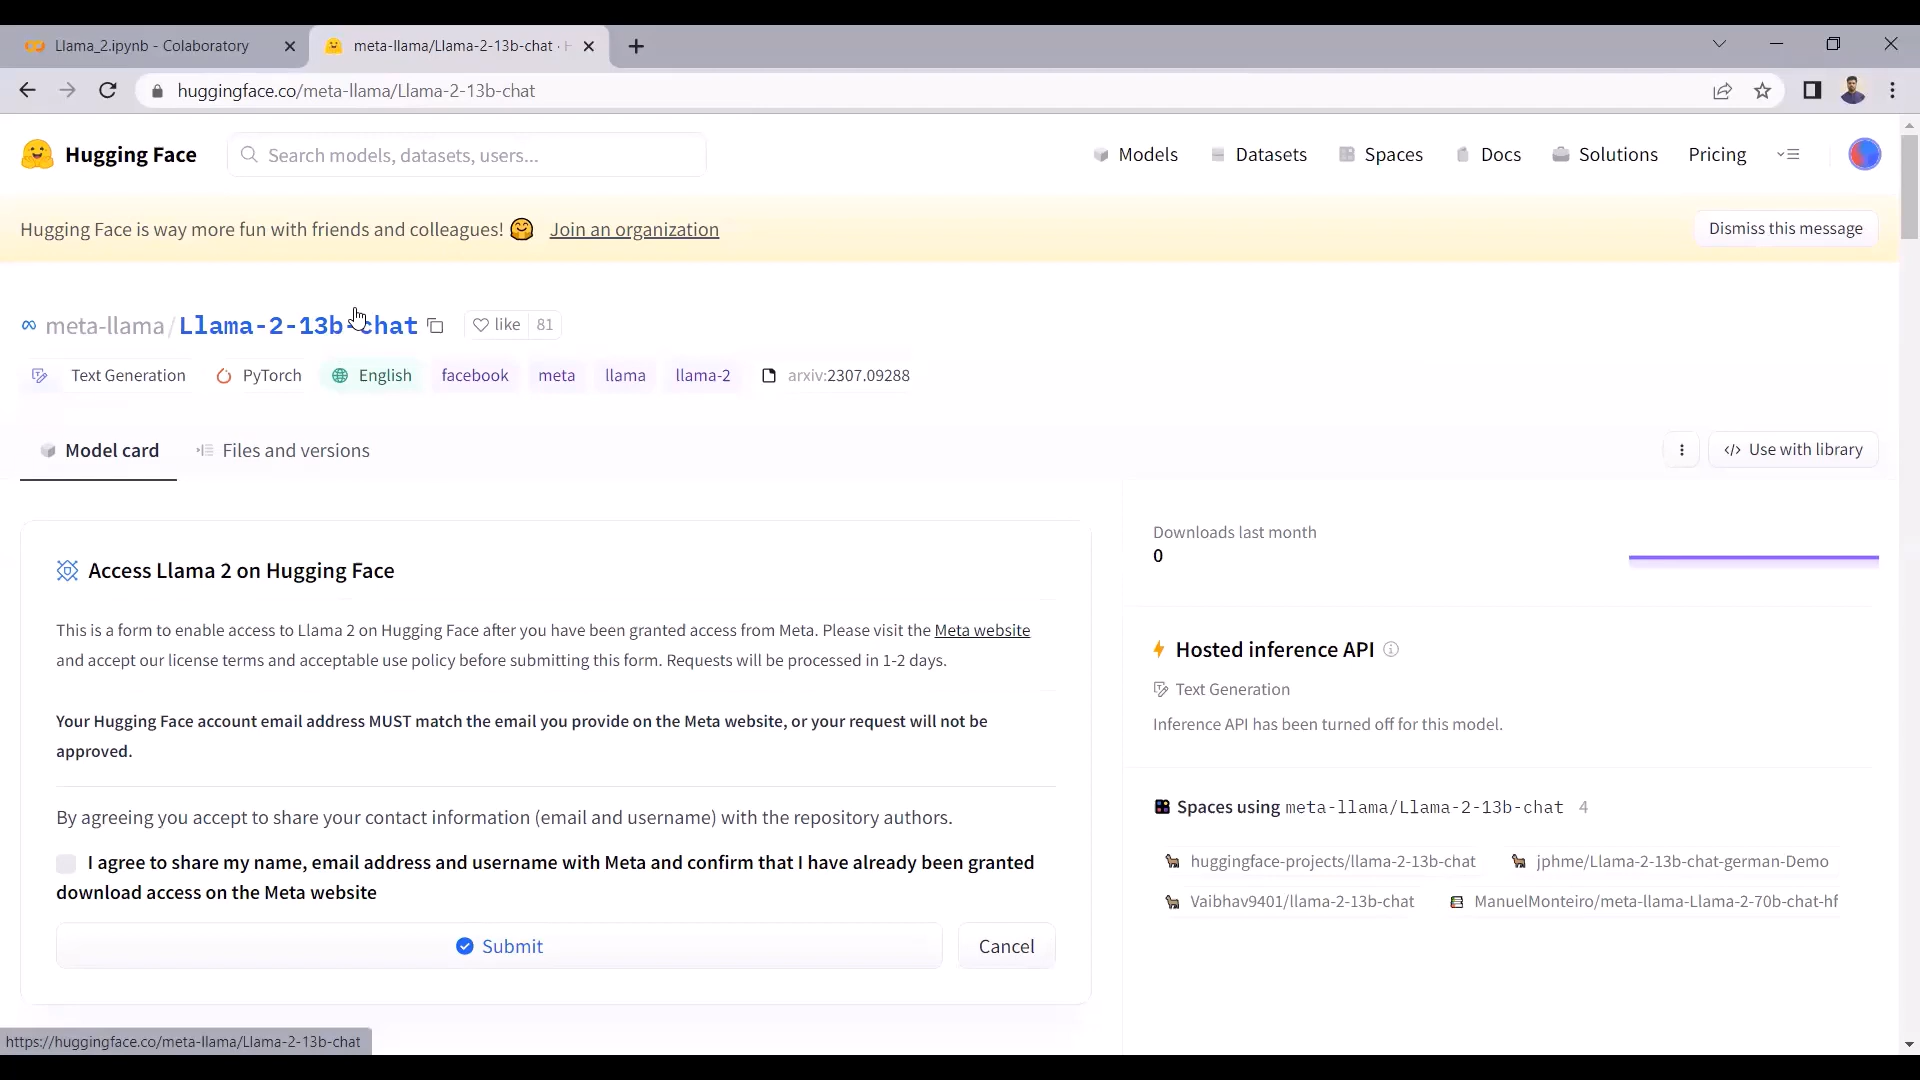 Llama_2.ipynb - Colaboratory
meta-llama/Llama-2-13b-chat ·
huggingface.co/meta-llama/Llama-2-13b-chat
Hugging Face
Search models, datasets, users...
Models
Datasets
Spaces
Docs
Solutions
Pricing
Hugging Face is way more fun with friends and colleagues! 🤗 Join an organization
Dismiss this message
meta-llama/Llama-2-13b-chat
like 81
Text Generation
PyTorch
English
facebook
meta
llama
llama-2
arxiv:2307.09288
Model card
Files and versions
Use with library
Access Llama 2 on Hugging Face
This is a form to enable access to Llama 2 on Hugging Face after you have been granted access from Meta. Please visit the Meta website
and accept our license terms and acceptable use policy before submitting this form. Requests will be processed in 1-2 days.
Your Hugging Face account email address MUST match the email you provide on the Meta website, or your request will not be
approved.
By agreeing you accept to share your contact information (email and username) with the repository authors.
I agree to share my name, email address and username with Meta and confirm that I have already been granted
download access on the Meta website
Submit
Cancel
Downloads last month
0
Hosted inference API
Text Generation
Inference API has been turned off for this model.
Spaces using meta-llama/Llama-2-13b-chat 4
huggingface-projects/llama-2-13b-chat
jphme/Llama-2-13b-chat-german-Demo
Vaibhav9401/llama-2-13b-chat
ManuelMonteiro/meta-llama-Llama-2-70b-chat-hf
https://huggingface.co/meta-llama/Llama-2-13b-chat